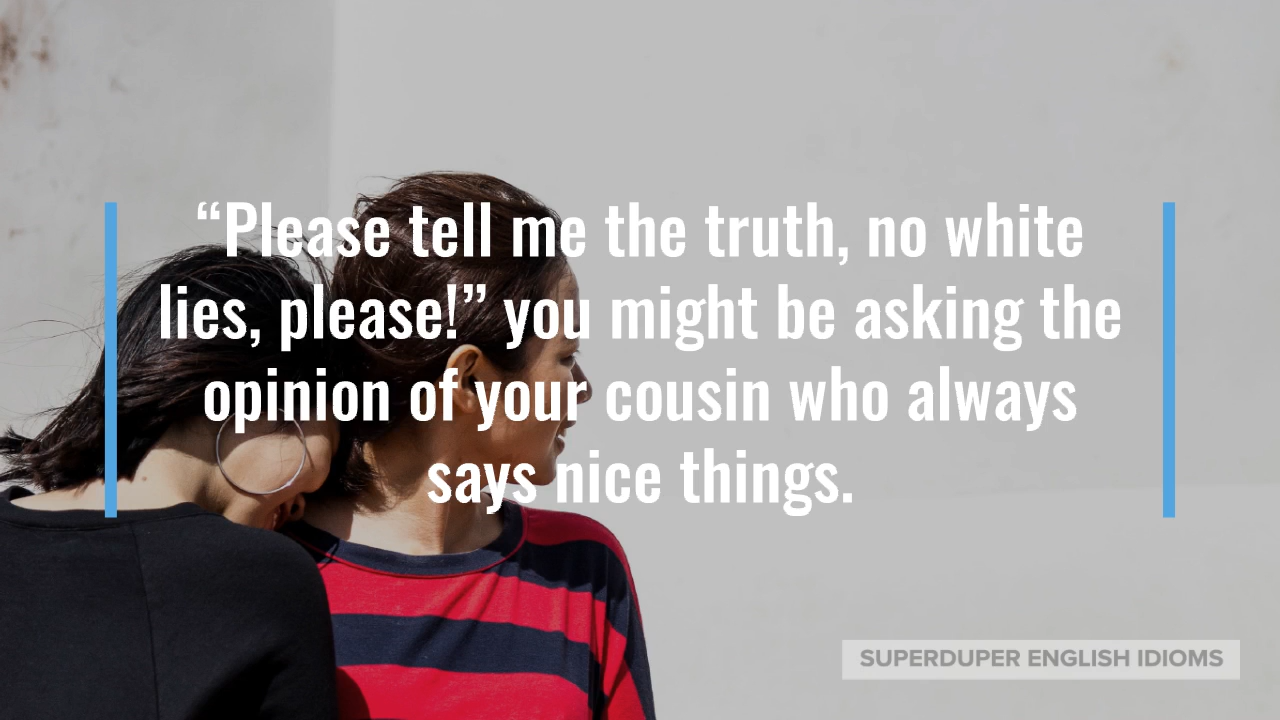 “Please tell me the truth, no white
lies, please!” you might be asking the
opinion of your cousin who always
says nice things.
SUPERDUPER ENGLISH IDIOMS